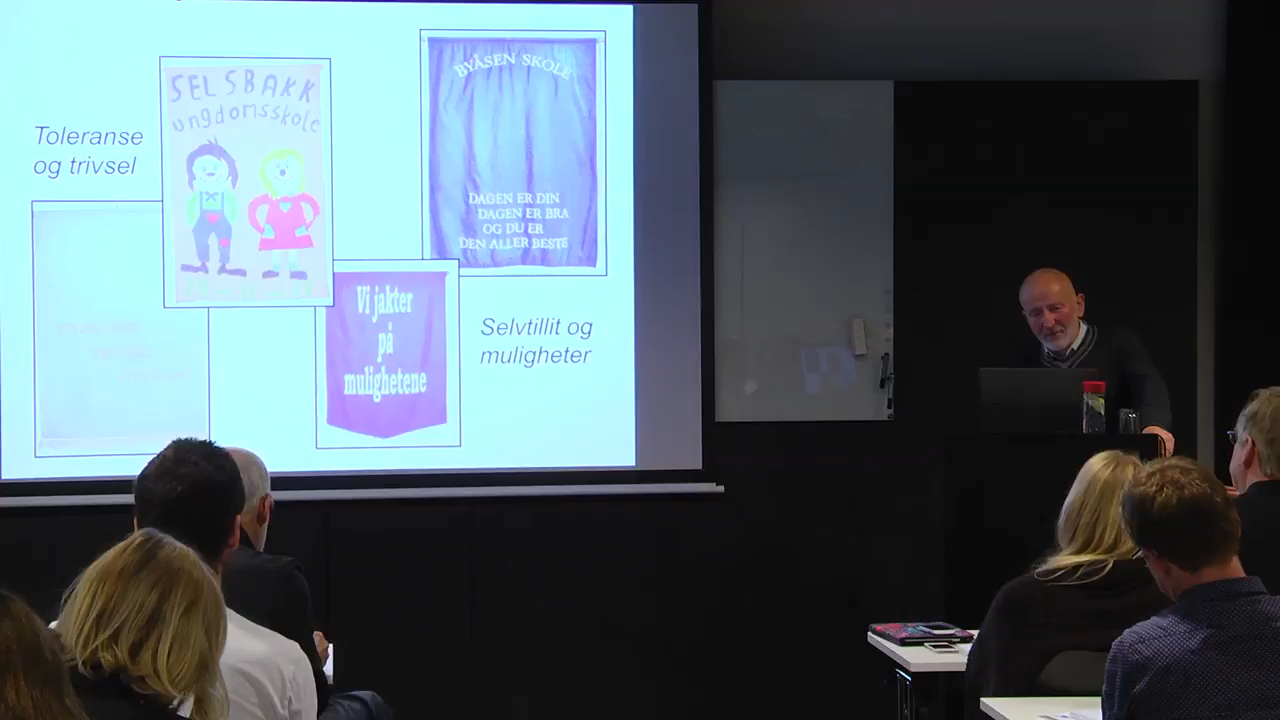 Toleranse
og trivsel
SELSBAKK
ungdomsskole
BYÅSEN SKOLE
DAGEN ER DIN
DAGEN ER BRA
OG DU ER
DEN ALLER BESTE
Vi jakter
på
mulighetene
Selvtillit og
muligheter